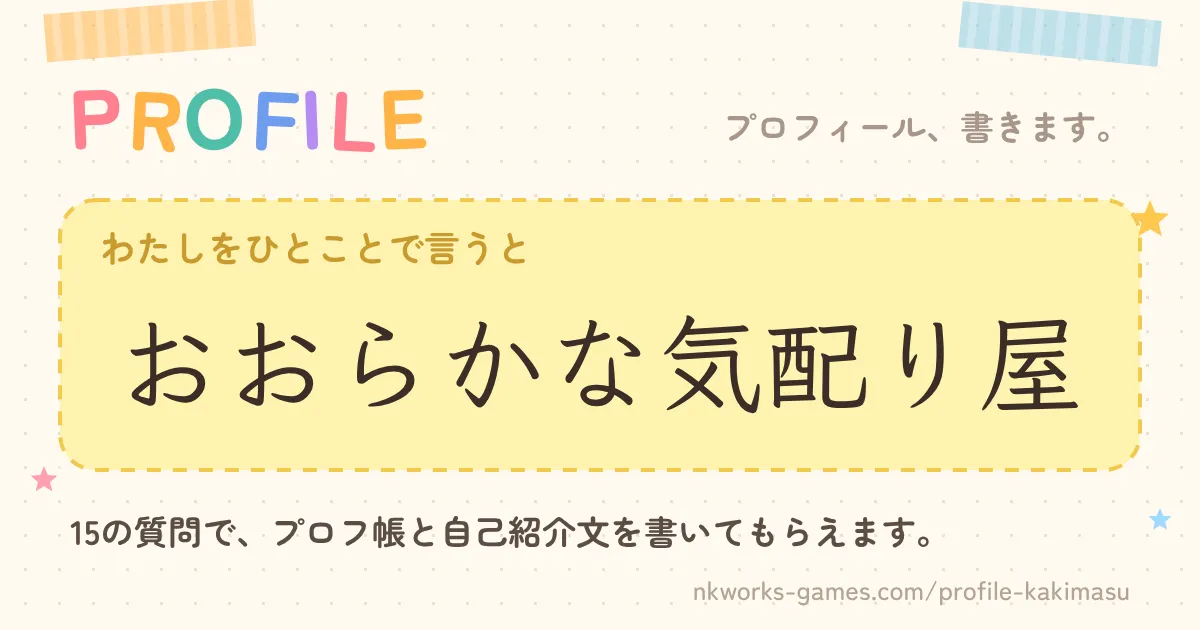 PROFILE
プロフィール、書きます。
わたしをひとことで言うと
おおらかな気配り屋
15の質問で、プロフ帳と自己紹介文を書いてもらえます。
nkworks-games.com/profile-kakimasu